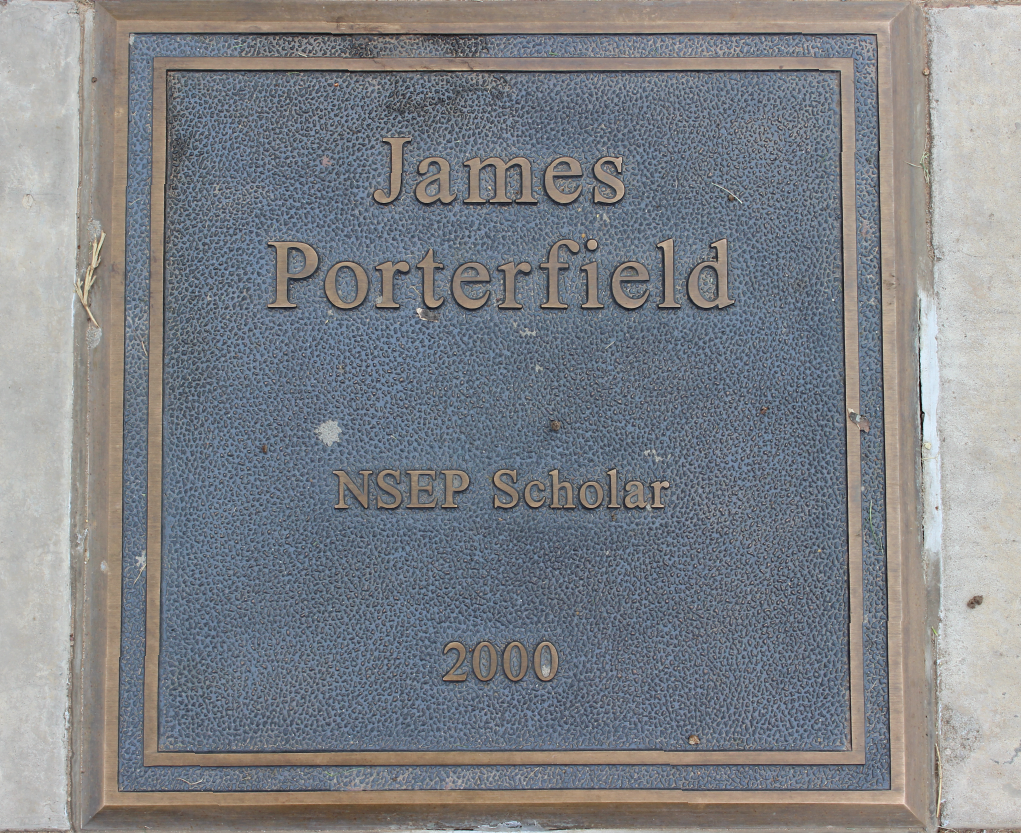 James
Porterfield
NSEP Scholar
2000